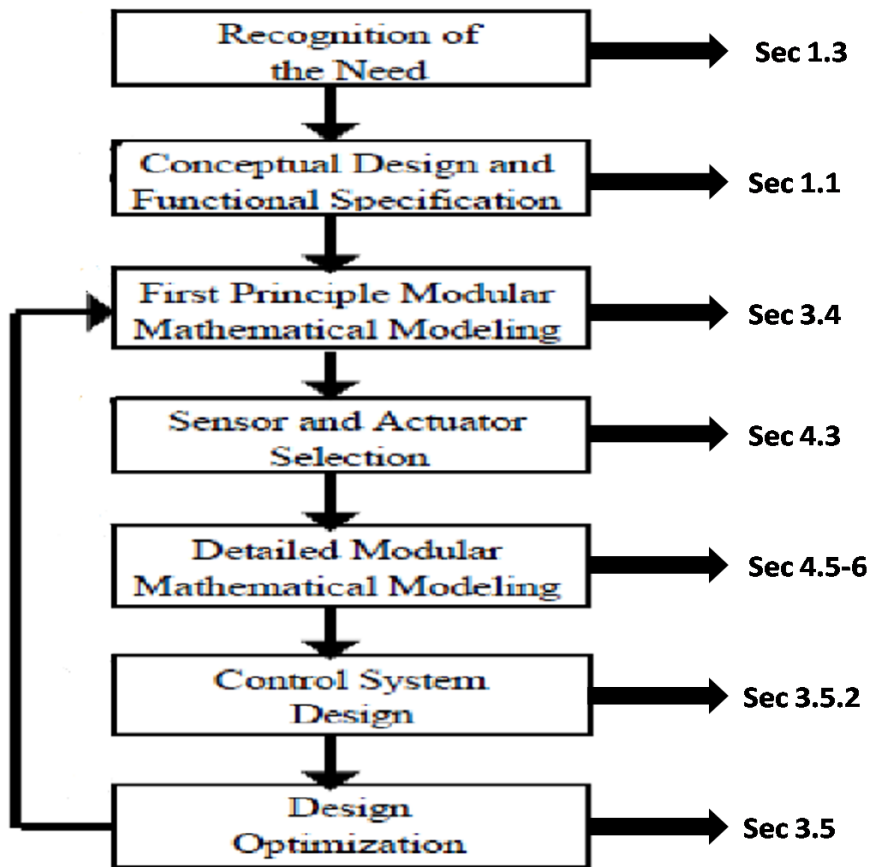 Recognition of
the Need
Sec 1.3
Conceptual Design and
Functional Specification
Sec 1.1
First Principle Modular
Mathematical Modeling
Sec 3.4
Sensor and Actuator
Selection
Sec 4.3
Detailed Modular
Mathematical Modeling
Sec 4.5-6
Control System
Design
Sec 3.5.2
Design
Optimization
Sec 3.5